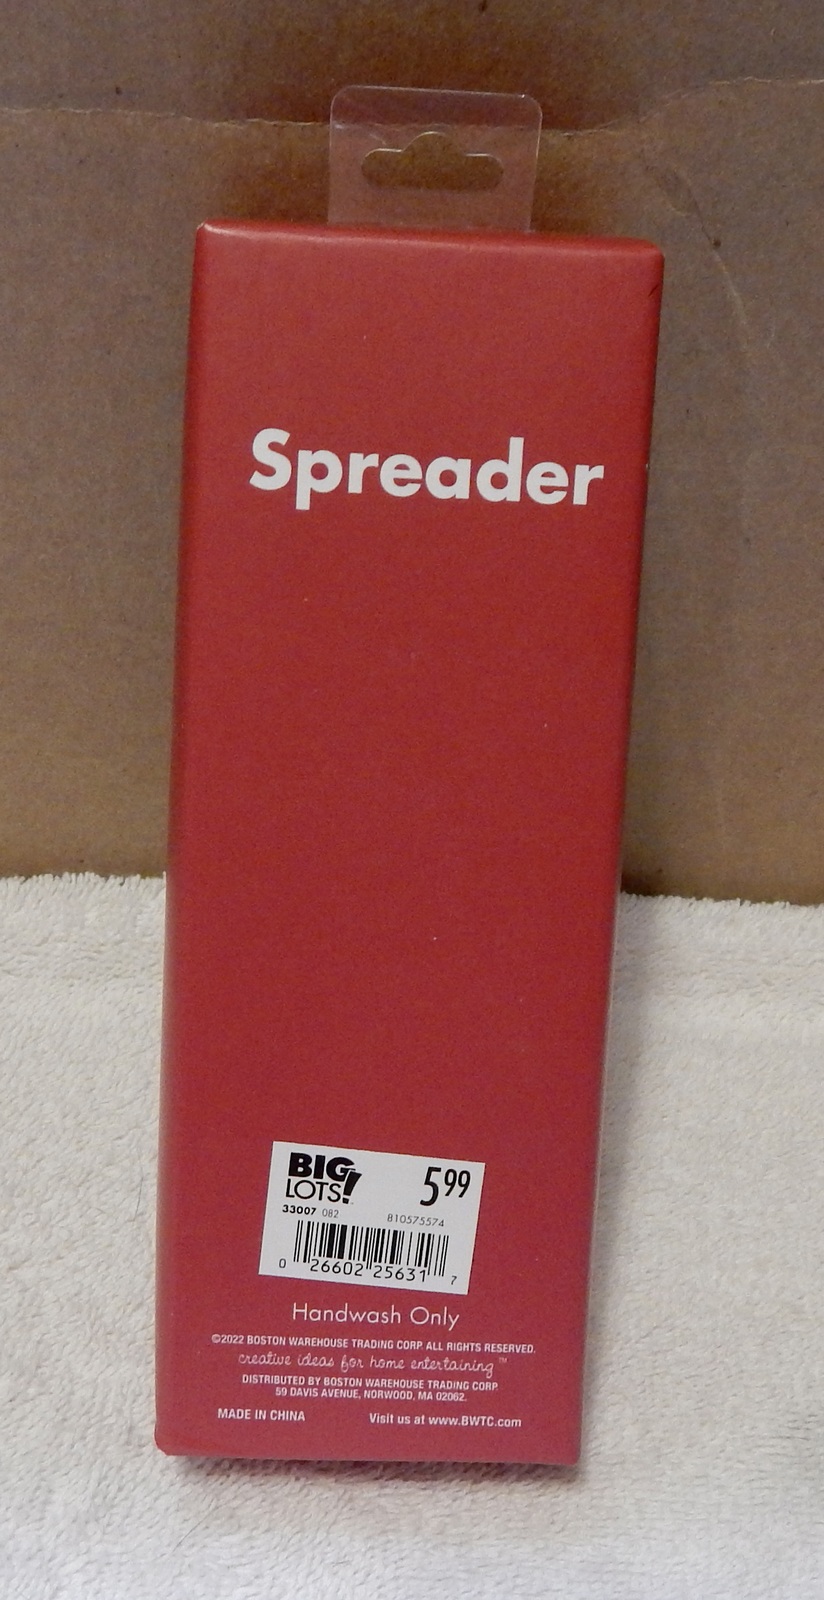 Spreader
BIG LOTS! 5.99
33007 082 810575574
0 26602 25631 7
Handwash Only
©2022 BOSTON WAREHOUSE TRADING CORP. ALL RIGHTS RESERVED.
creative ideas for home entertaining™
DISTRIBUTED BY BOSTON WAREHOUSE TRADING CORP.
59 DAVIS AVENUE, NORWOOD, MA 02062.
MADE IN CHINA Visit us at www.BWTC.com